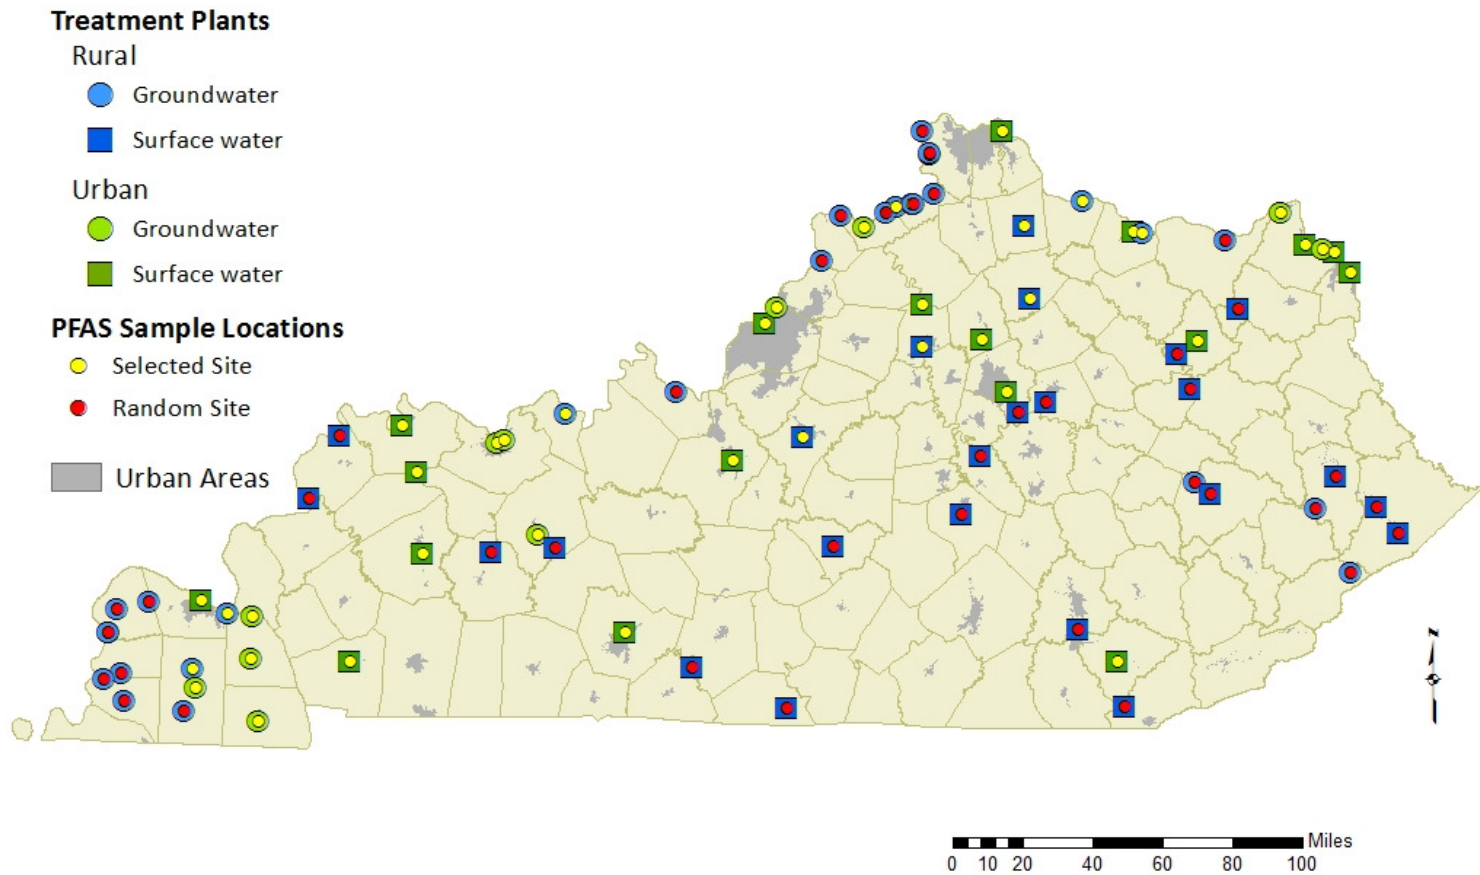 Treatment Plants
Rural
Groundwater
Surface water
Urban
Groundwater
Surface water
PFAS Sample Locations
Selected Site
Random Site
Urban Areas
N
Miles
0 10 20 40 60 80 100